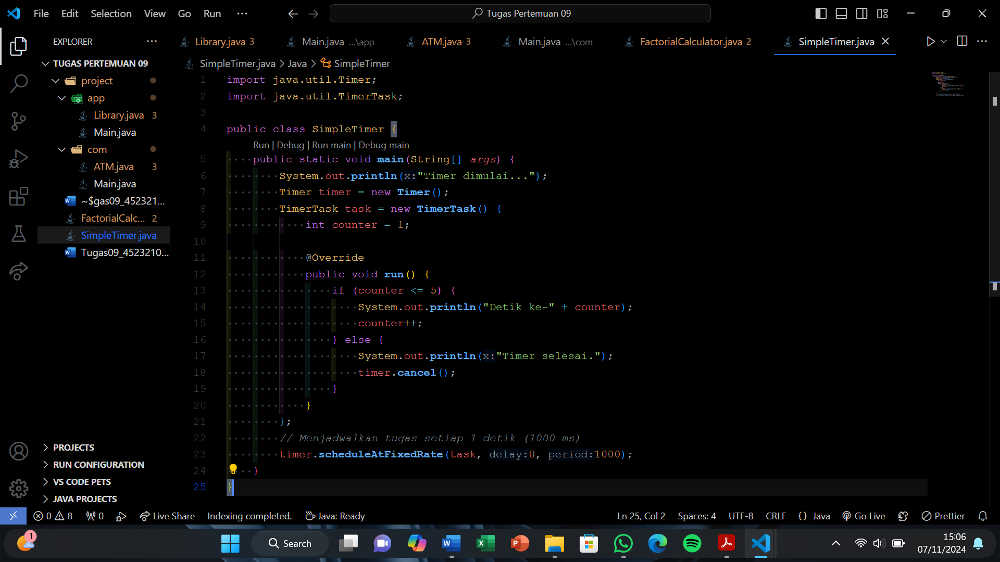 File Edit Selection View Go Run ···
Tugas Pertemuan 09
EXPLORER
Library.java 3
Main.java ...\app
ATM.java 3
Main.java ...\com
FactorialCalculator.java 2
SimpleTimer.java
TUGAS PERTEMUAN 09
project
app
Library.java 3
Main.java
com
ATM.java 3
Main.java
~$gas09_452321...
FactorialCalc... 2
SimpleTimer.java
Tugas09_4523210...
PROJECTS
RUN CONFIGURATION
VS CODE PETS
JAVA PROJECTS
SimpleTimer.java > Java > SimpleTimer
1 import java.util.Timer;
2 import java.util.TimerTask;
3
4 public class SimpleTimer {
Run | Debug | Run main | Debug main
5 public static void main(String[] args) {
6 System.out.println(x:"Timer dimulai...");
7 Timer timer = new Timer();
8 TimerTask task = new TimerTask() {
9 int counter = 1;
10
11 @Override
12 public void run() {
13 if (counter <= 5) {
14 System.out.println("Detik ke-" + counter);
15 counter++;
16 } else {
17 System.out.println(x:"Timer selesai.");
18 timer.cancel();
19 }
20 }
21 };
22 // Menjadwalkan tugas setiap 1 detik (1000 ms)
23 timer.scheduleAtFixedRate(task, delay:0, period:1000);
24 }
25 }
0 8 0 Live Share Indexing completed. Java: Ready
Ln 25, Col 2 Spaces: 4 UTF-8 CRLF {} Java Go Live Prettier
1
Search
15:06
07/11/2024